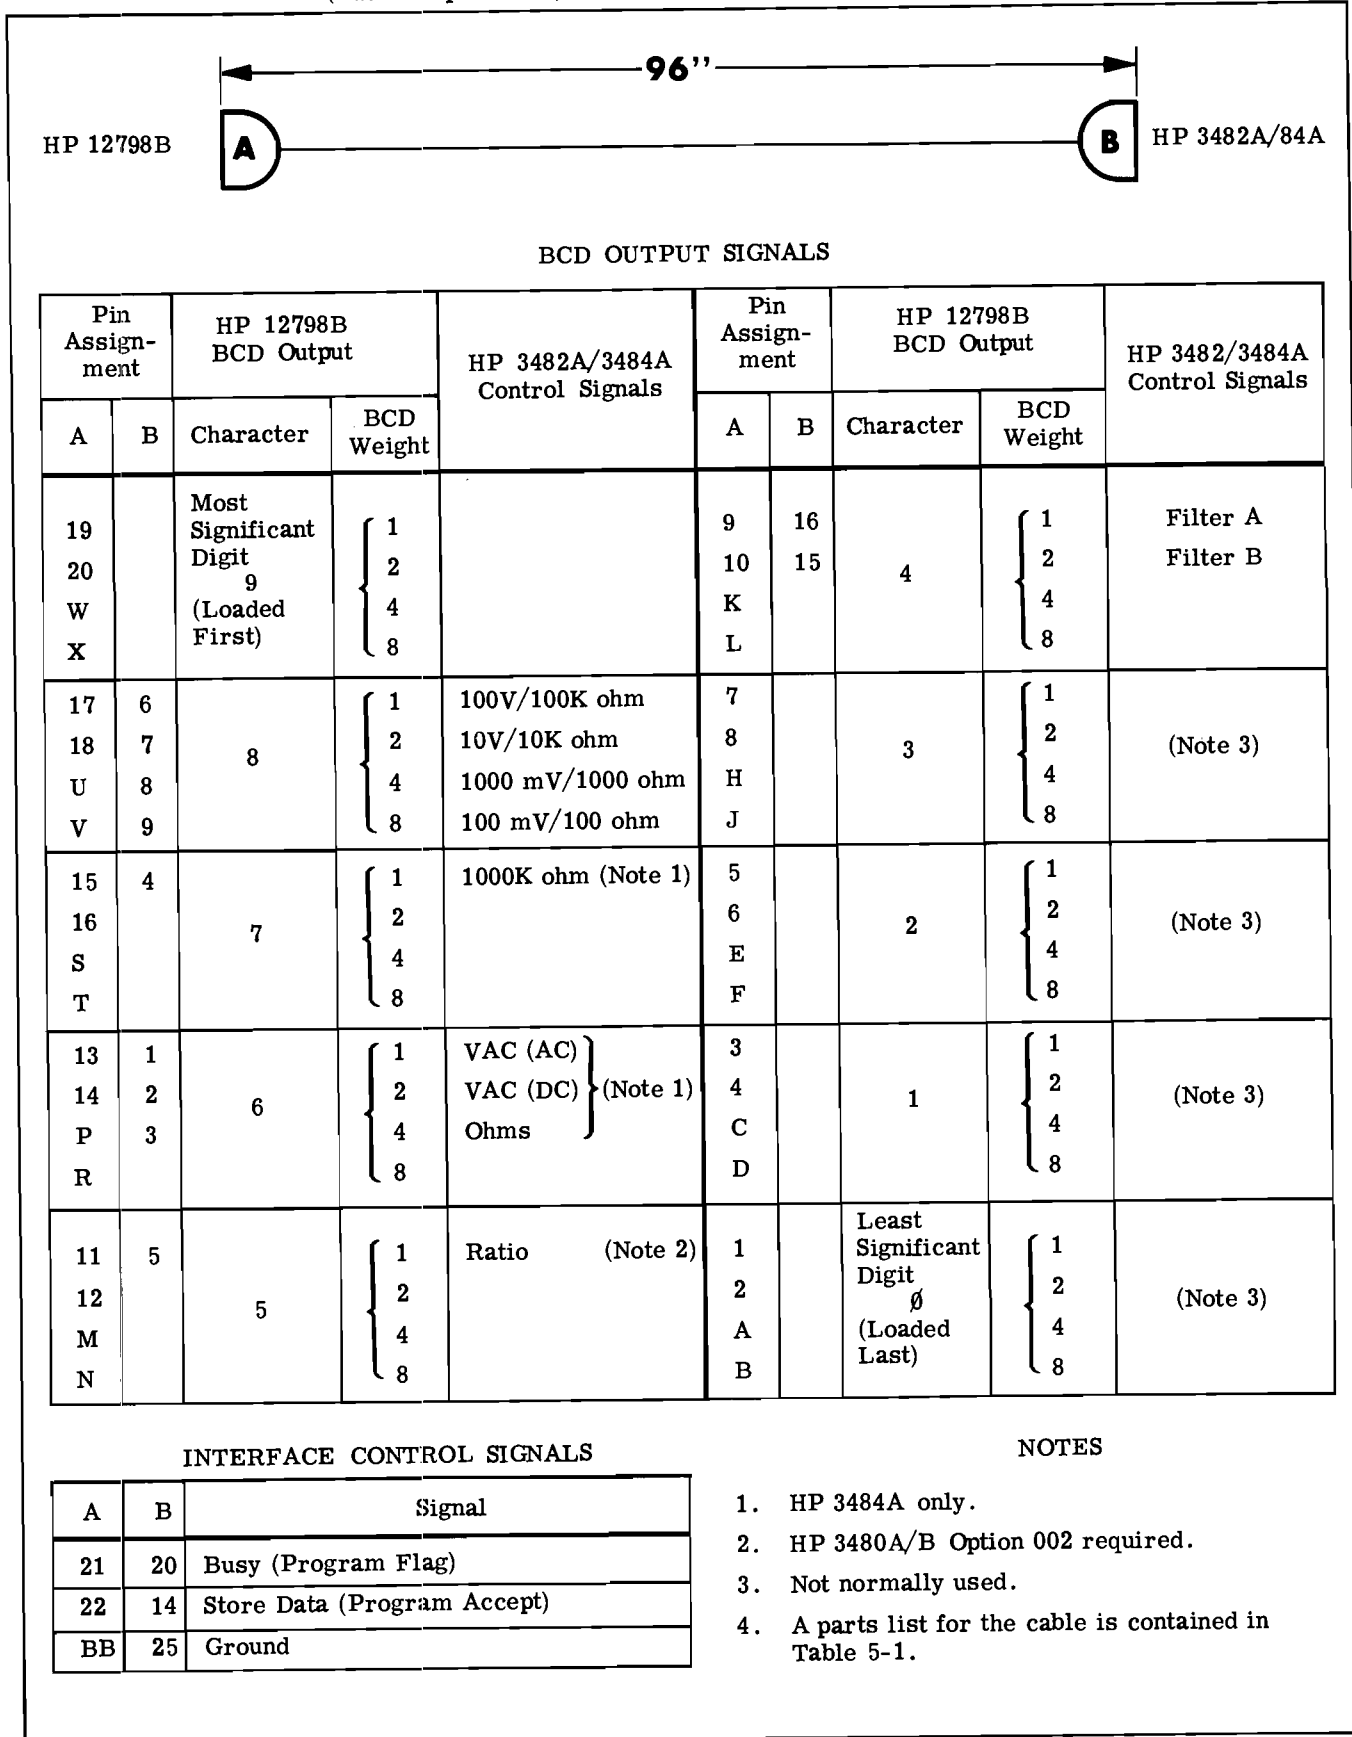 96''
HP 12798B A B HP 3482A/84A
BCD OUTPUT SIGNALS
Pin Assign- ment | HP 12798B BCD Output | HP 3482A/3484A Control Signals | Pin Assign- ment | HP 12798B BCD Output | HP 3482/3484A Control Signals
A | B | Character | BCD Weight | A | B | Character | BCD Weight
Most Significant Digit 9 (Loaded First) | 4
19 | 1 | 9 | 16 | 1 | Filter A
20 | 2 | 10 | 15 | 2 | Filter B
W | 4 | K | 4
X | 8 | L | 8
8 | 3 | (Note 3)
17 | 6 | 1 | 100V/100K ohm | 7 | 1
18 | 7 | 2 | 10V/10K ohm | 8 | 2
U | 8 | 4 | 1000 mV/1000 ohm | H | 4
V | 9 | 8 | 100 mV/100 ohm | J | 8
7 | 2 | (Note 3)
15 | 4 | 1 | 1000K ohm (Note 1) | 5 | 1
16 | 2 | 6 | 2
S | 4 | E | 4
T | 8 | F | 8
6 | (Note 1) | 1 | (Note 3)
13 | 1 | 1 | VAC (AC) | 3 | 1
14 | 2 | 2 | VAC (DC) | 4 | 2
P | 3 | 4 | Ohms | C | 4
R | 8 | D | 8
5 | Least Significant Digit Ø (Loaded Last) | (Note 3)
11 | 5 | 1 | Ratio (Note 2) | 1 | 1
12 | 2 | 2 | 2
M | 4 | A | 4
N | 8 | B | 8
INTERFACE CONTROL SIGNALS
A | B | Signal
21 | 20 | Busy (Program Flag)
22 | 14 | Store Data (Program Accept)
BB | 25 | Ground
NOTES
1. HP 3484A only.
2. HP 3480A/B Option 002 required.
3. Not normally used.
4. A parts list for the cable is contained in
Table 5-1.